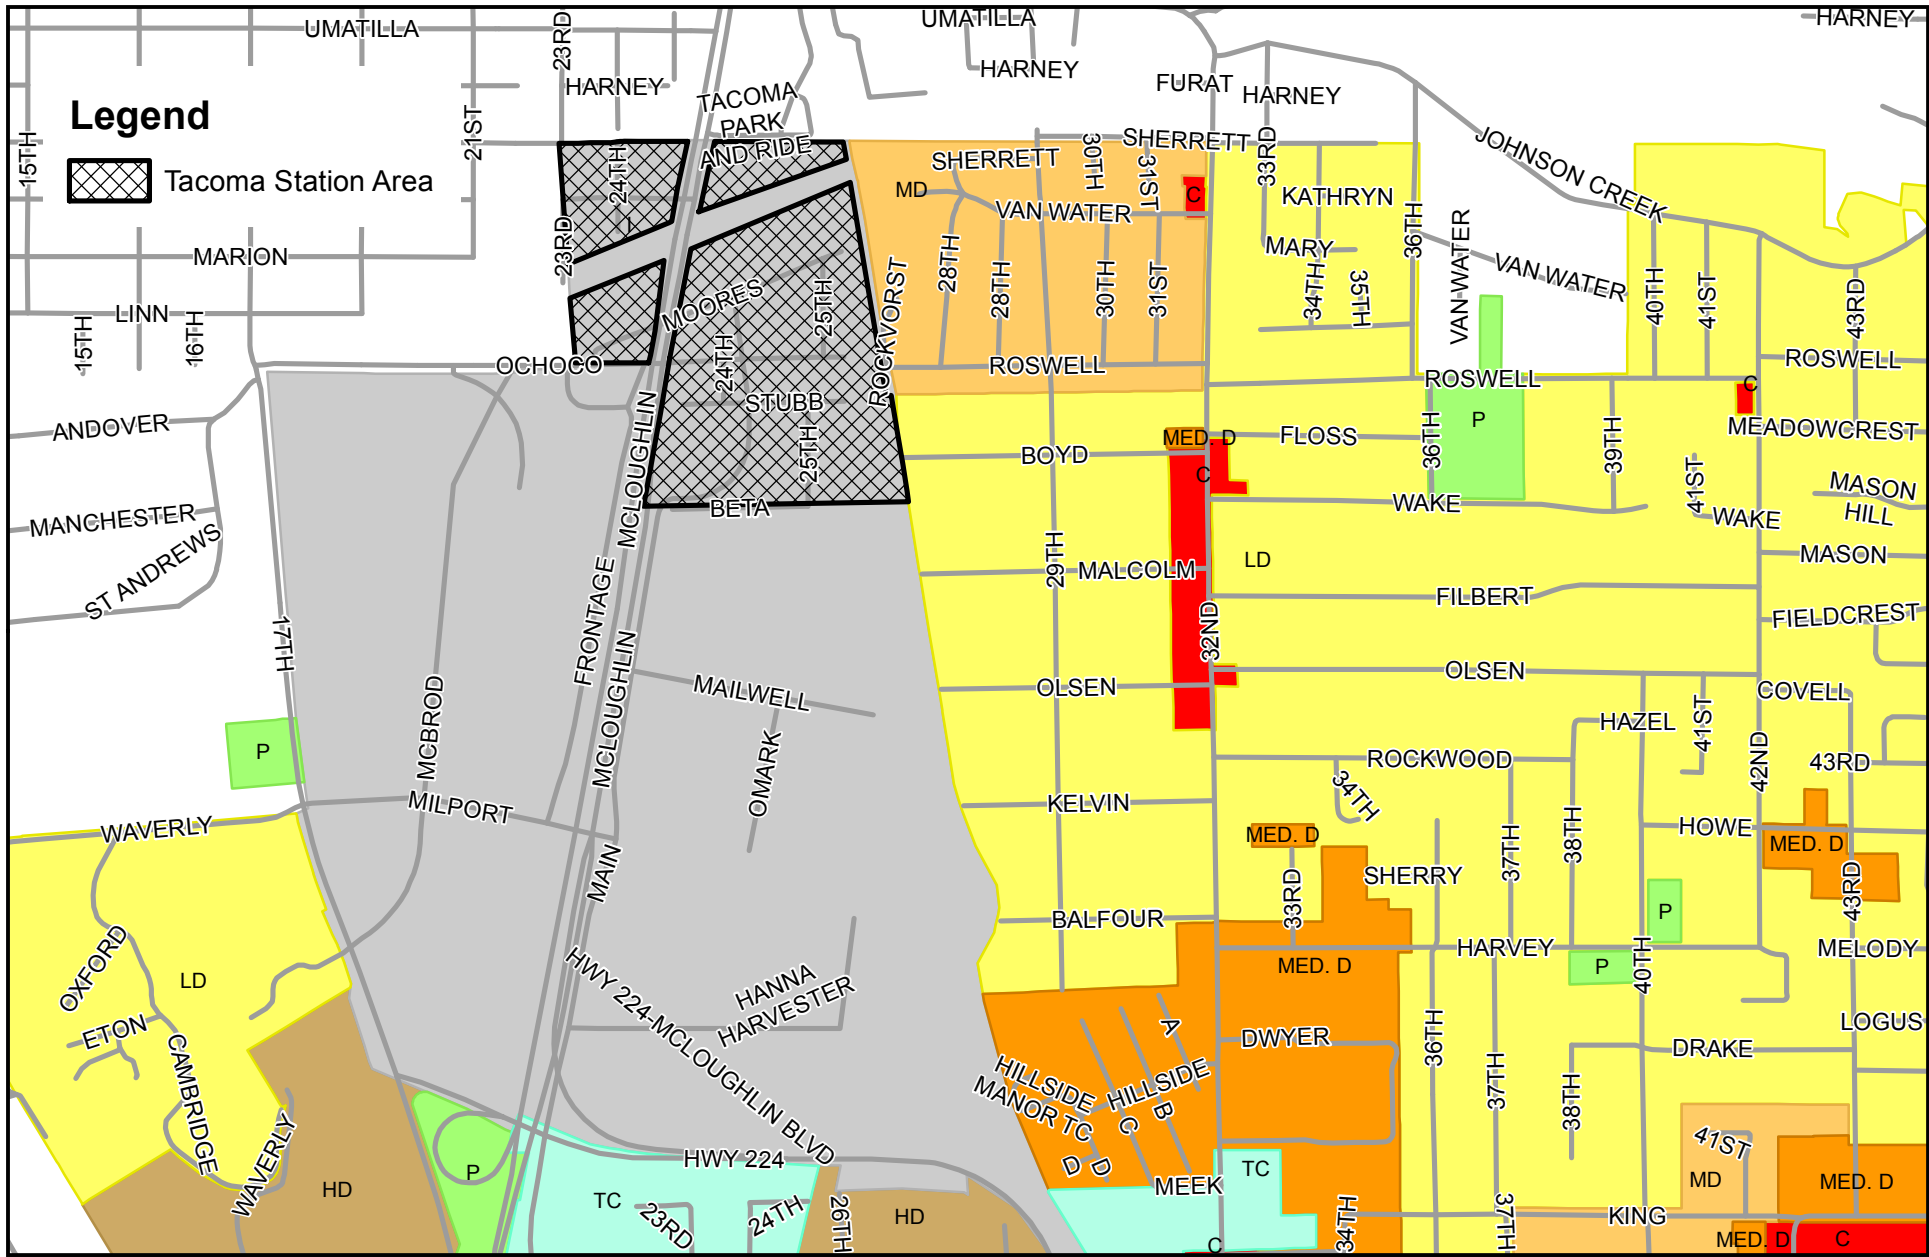 UMATILLA
23RD
UMATILLA
HARNEY
HARNEY
HARNEY
FURAT
HARNEY
TACOMA
PARK
AND RIDE
Legend
Tacoma Station Area
15TH
21ST
24TH
23RD
MARION
LINN
15TH
16TH
OCHOCO
MOORES
24TH
25TH
STUBB
25TH
BETA
ROCKVORST
SHERRETT
SHERRETT
MD
30TH
31ST
C
33RD
VAN WATER
28TH
28TH
30TH
31ST
ROSWELL
KATHRYN
MARY
34TH
35TH
36TH
JOHNSON CREEK
VAN WATER
VAN WATER
40TH
41ST
43RD
ROSWELL
ROSWELL
C
P
36TH
39TH
MEADOWCREST
MASON
HILL
41ST
WAKE
MASON
ANDOVER
MANCHESTER
ST ANDREWS
17TH
MCLOUGHLIN
FRONTAGE
MCLOUGHLIN
MCBROD
MILPORT
MAIN
MAILWELL
OMARK
MED. D
C
BOYD
FLOSS
WAKE
29TH
MALCOLM
LD
32ND
FILBERT
FIELDCREST
OLSEN
OLSEN
COVELL
HAZEL
41ST
42ND
43RD
ROCKWOOD
34TH
KELVIN
37TH
38TH
HOWE
MED. D
MED. D
SHERRY
33RD
43RD
P
BALFOUR
HARVEY
P
40TH
MELODY
MED. D
P
WAVERLY
OXFORD
LD
ETON
CAMBRIDGE
WAVERLY
HD
P
HWY 224-MCLOUGHLIN BLVD
HANNA
HARVESTER
HWY 224
TC
23RD
24TH
26TH
HD
A
HILLSIDE
MANOR TC
HILLSIDE
B
C
D
D
DWYER
MEEK
TC
C
34TH
36TH
37TH
38TH
DRAKE
LOGUS
41ST
MD
MED. D
37TH
KING
MED. D
C